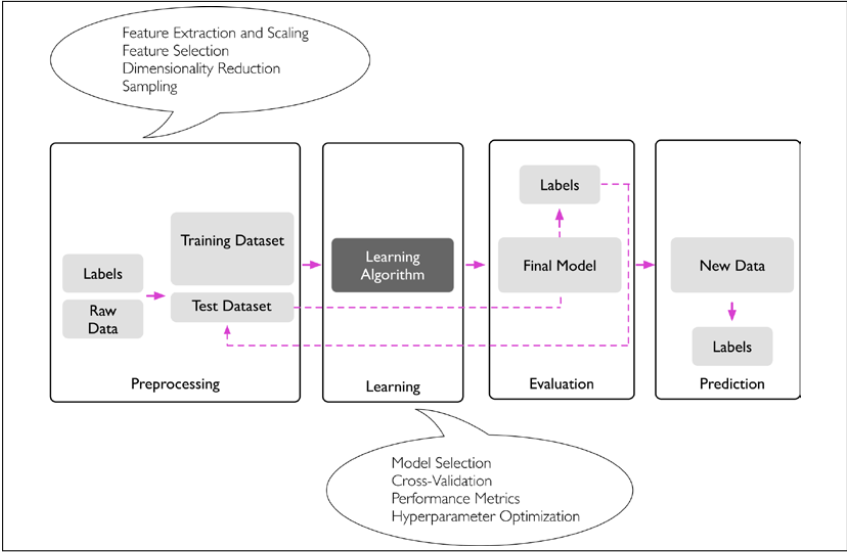 Feature Extraction and Scaling
Feature Selection
Dimensionality Reduction
Sampling
Labels
Raw
Data
Training Dataset
Test Dataset
Preprocessing
Learning
Algorithm
Learning
Labels
Final Model
Evaluation
New Data
Labels
Prediction
Model Selection
Cross-Validation
Performance Metrics
Hyperparameter Optimization